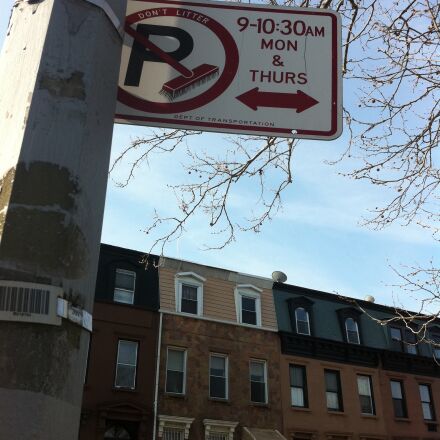 DON'T LITTER
P
9-10:30AM
MON
&
THURS
DEPT OF TRANSPORTATION